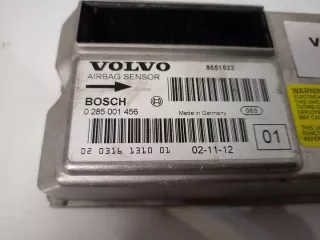 VOLVO 8651523
AIRBAG SENSOR
BOSCH
0 285 001 456 Made in Germany 065
01
02 0316 1310 01 02-11-12
V
WARNING